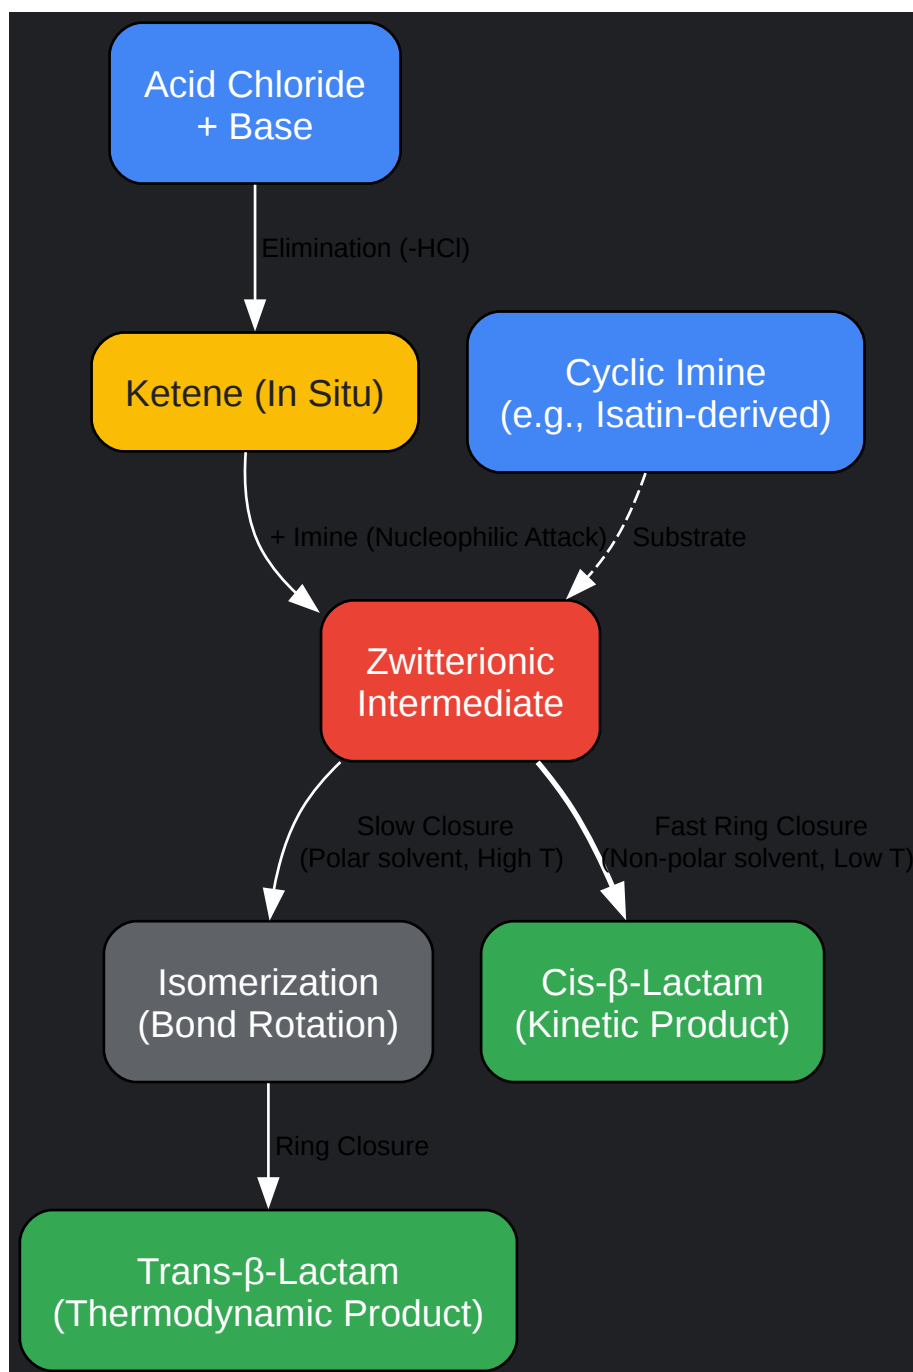 Acid Chloride
+ Base
Elimination (-HCl)
Ketene (In Situ)
Cyclic Imine
(e.g., Isatin-derived)
+ Imine (Nucleophilic Attack)
Substrate
Zwitterionic
Intermediate
Slow Closure
(Polar solvent, High T)
Fast Ring Closure
(Non-polar solvent, Low T)
Isomerization
(Bond Rotation)
Cis-β-Lactam
(Kinetic Product)
Ring Closure
Trans-β-Lactam
(Thermodynamic Product)